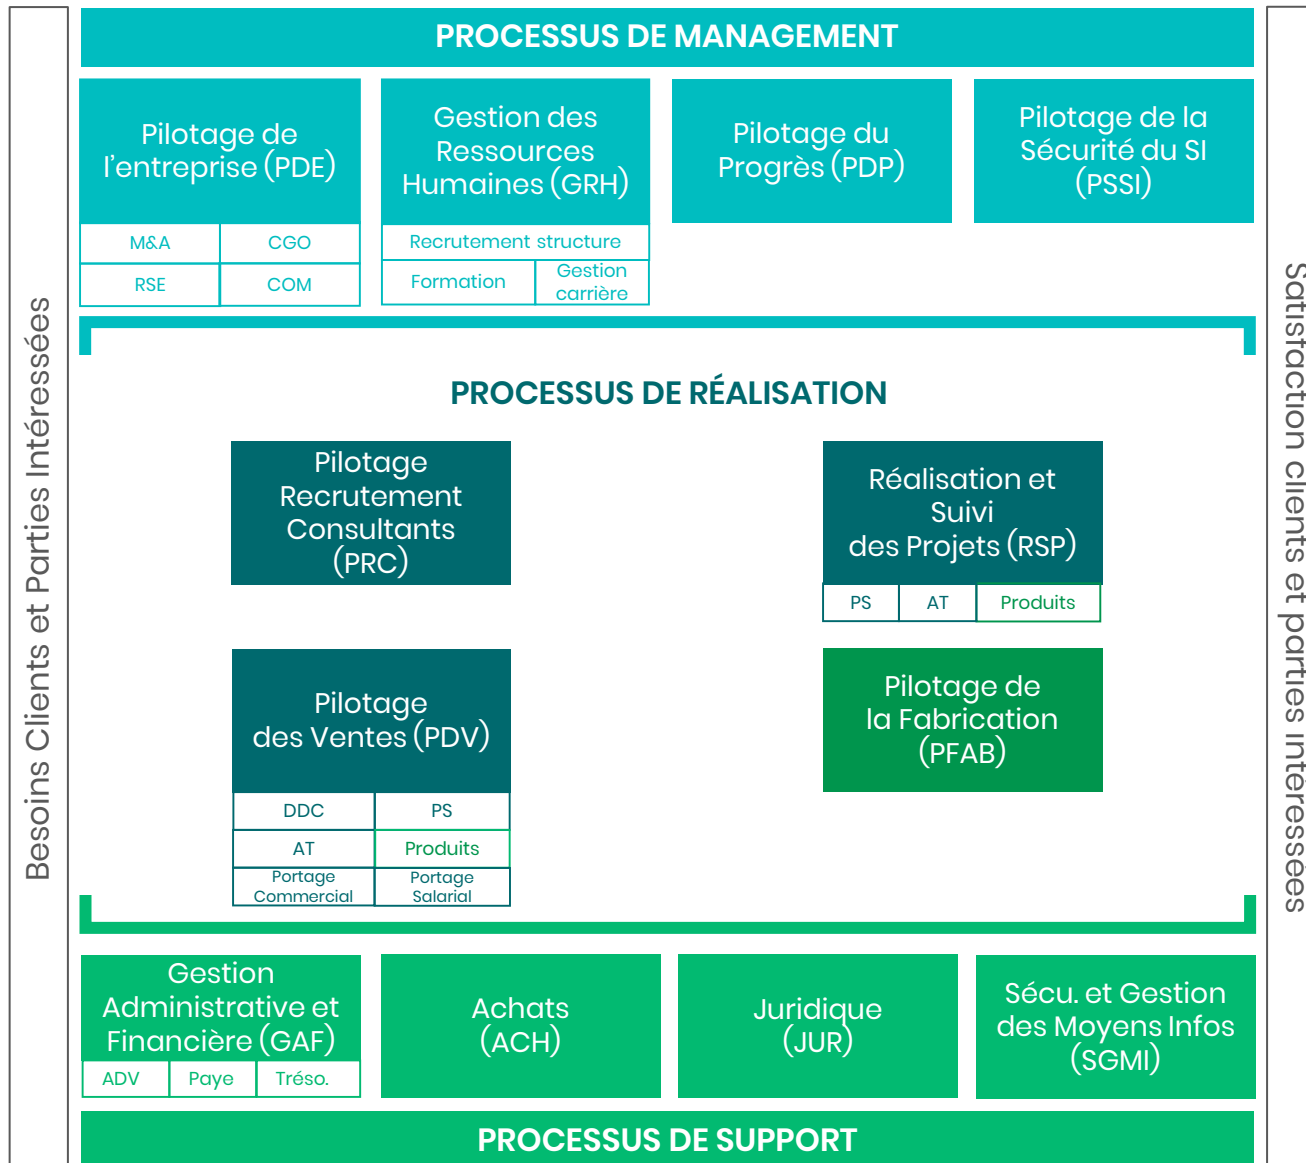 Besoins Clients et Parties Intéressées
PROCESSUS DE MANAGEMENT
Pilotage de
l'entreprise (PDE)
M&A
CGO
RSE
COM
Gestion des
Ressources
Humaines (GRH)
Recrutement structure
Formation
Gestion
carrière
Pilotage du
Progrès (PDP)
Pilotage de la
Sécurité du SI
(PSSI)
PROCESSUS DE RÉALISATION
Pilotage
Recrutement
Consultants
(PRC)
Réalisation et
Suivi
des Projets (RSP)
PS
AT
Produits
Pilotage
des Ventes (PDV)
DDC
PS
AT
Produits
Portage
Commercial
Portage
Salarial
Pilotage de
la Fabrication
(PFAB)
Gestion
Administrative et
Financière (GAF)
ADV
Paye
Tréso.
Achats
(ACH)
Juridique
(JUR)
Sécu. et Gestion
des Moyens Infos
(SGMI)
PROCESSUS DE SUPPORT
Satisfaction clients et parties intéressées